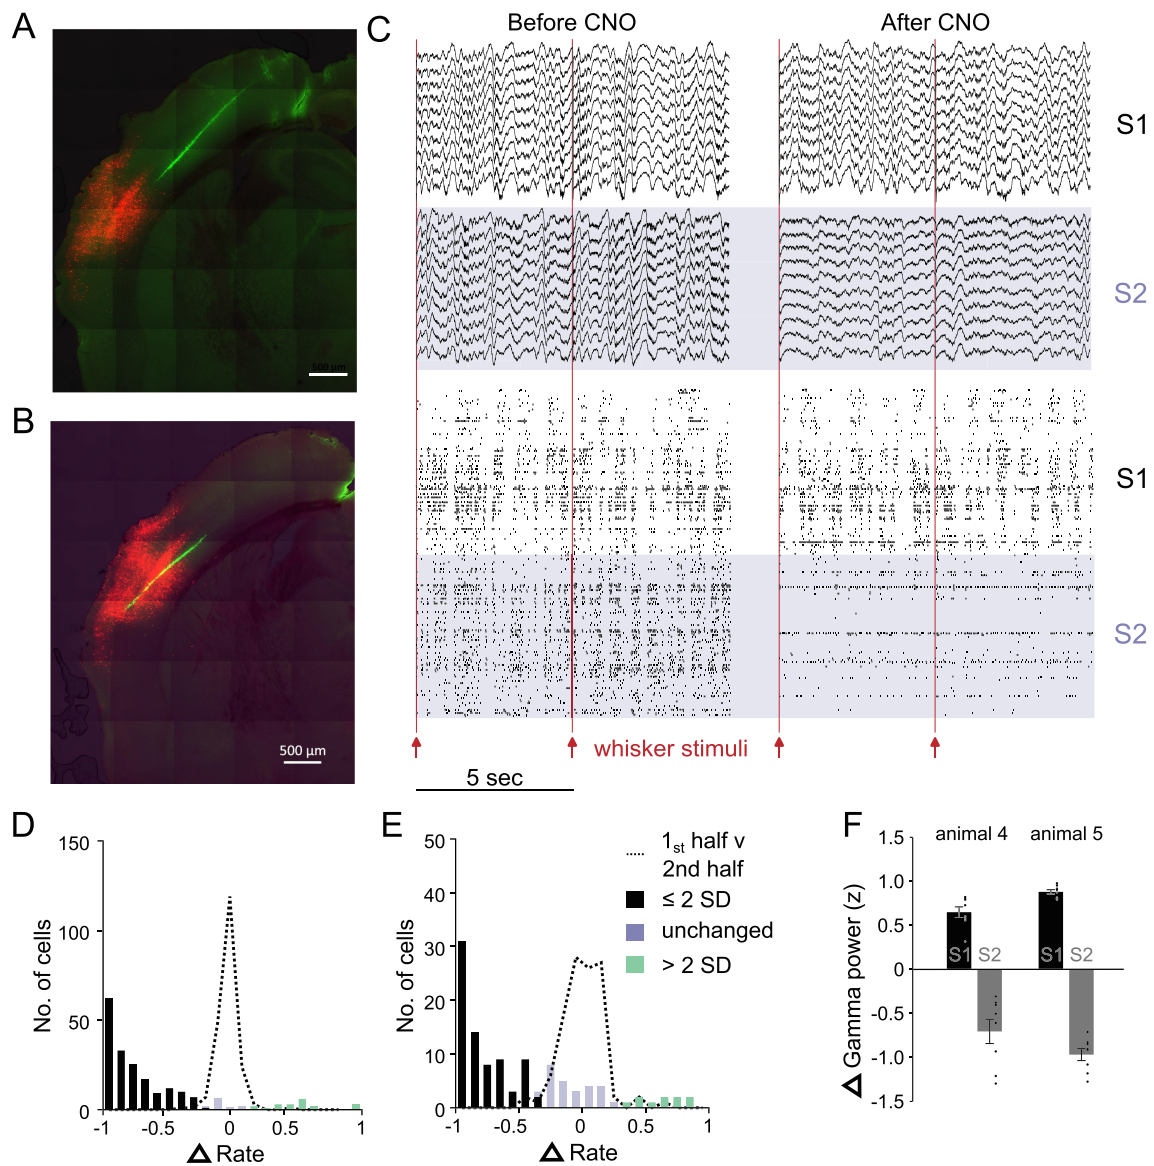 A
500 µm
B
500 µm
C
Before CNO
After CNO
S1
S2
S1
S2
whisker stimuli
5 sec
D
150
100
50
0
No. of cells
-1
-0.5
0
0.5
1
Δ Rate
E
50
40
30
20
10
0
No. of cells
-1
-0.5
0
0.5
1
Δ Rate
1st half v
2nd half
≤ 2 SD
unchanged
> 2 SD
F
animal 4
animal 5
1.5
1.0
0.5
0
-0.5
-1.0
-1.5
Δ Gamma power (z)
S1
S2
S1
S2